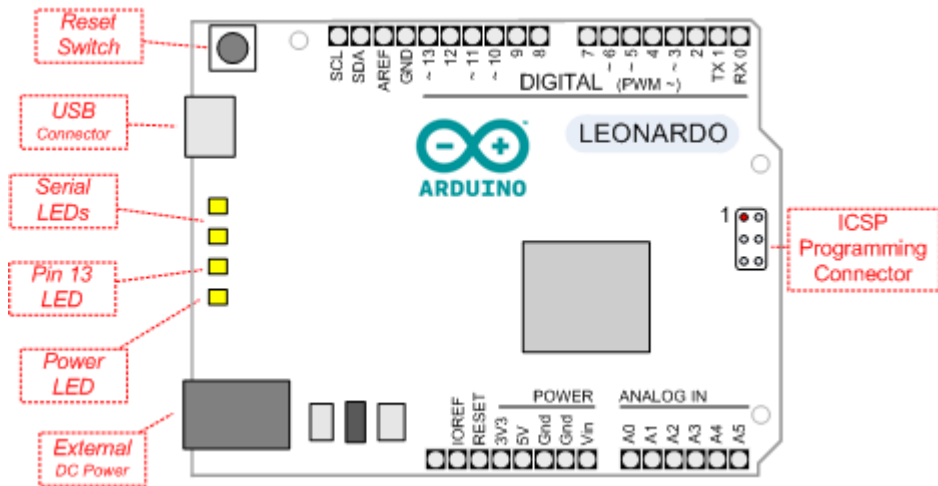 Reset
Switch
USB
Connector
Serial
LEDs
Pin 13
LED
Power
LED
External
DC Power
SCL
SDA
AREF
GND
~ 13
12
~ 11
~ 10
9
8
7
~ 6
~ 5
4
~ 3
2
TX 1
RX 0
DIGITAL (PWM ~)
ARDUINO
TM
LEONARDO
1
ICSP
Programming
Connector
POWER
ANALOG IN
IOREF
RESET
3V3
5V
Gnd
Gnd
Vin
A0
A1
A2
A3
A4
A5